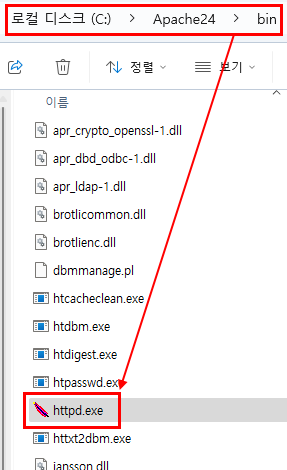 로컬 디스크 (C:) > Apache24 > bin
정렬 보기
이름
apr_crypto_openssl-1.dll
apr_dbd_odbc-1.dll
apr_ldap-1.dll
brotlicommon.dll
brotlienc.dll
dbmmanage.pl
htcacheclean.exe
htdbm.exe
htdigest.exe
htpasswd.exe
httpd.exe
httxt2dbm.exe
jansson.dll